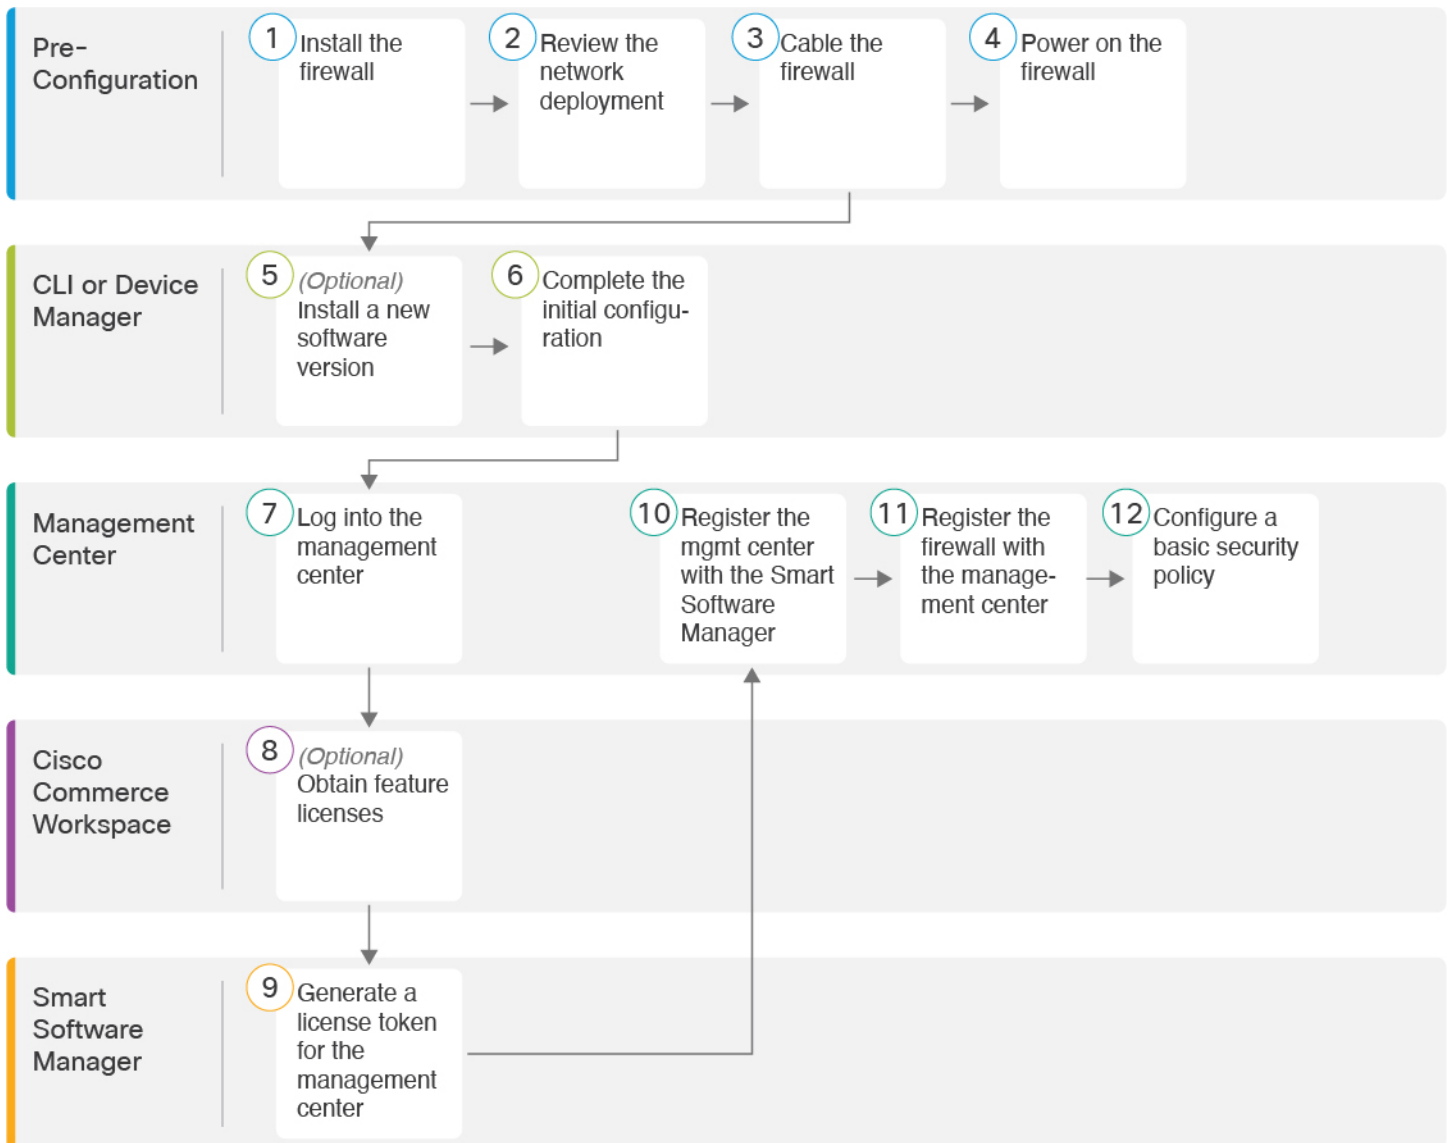 Pre-
Configuration
1
Install the
firewall
2
Review the
network
deployment
3
Cable the
firewall
4
Power on the
firewall
CLI or Device
Manager
5
(Optional)
Install a new
software
version
6
Complete the
initial configu-
ration
Management
Center
7
Log into the
management
center
10
Register the
mgmt center
with the Smart
Software
Manager
11
Register the
firewall with
the manage-
ment center
12
Configure a
basic security
policy
Cisco
Commerce
Workspace
8
(Optional)
Obtain feature
licenses
Smart
Software
Manager
9
Generate a
license token
for the
management
center